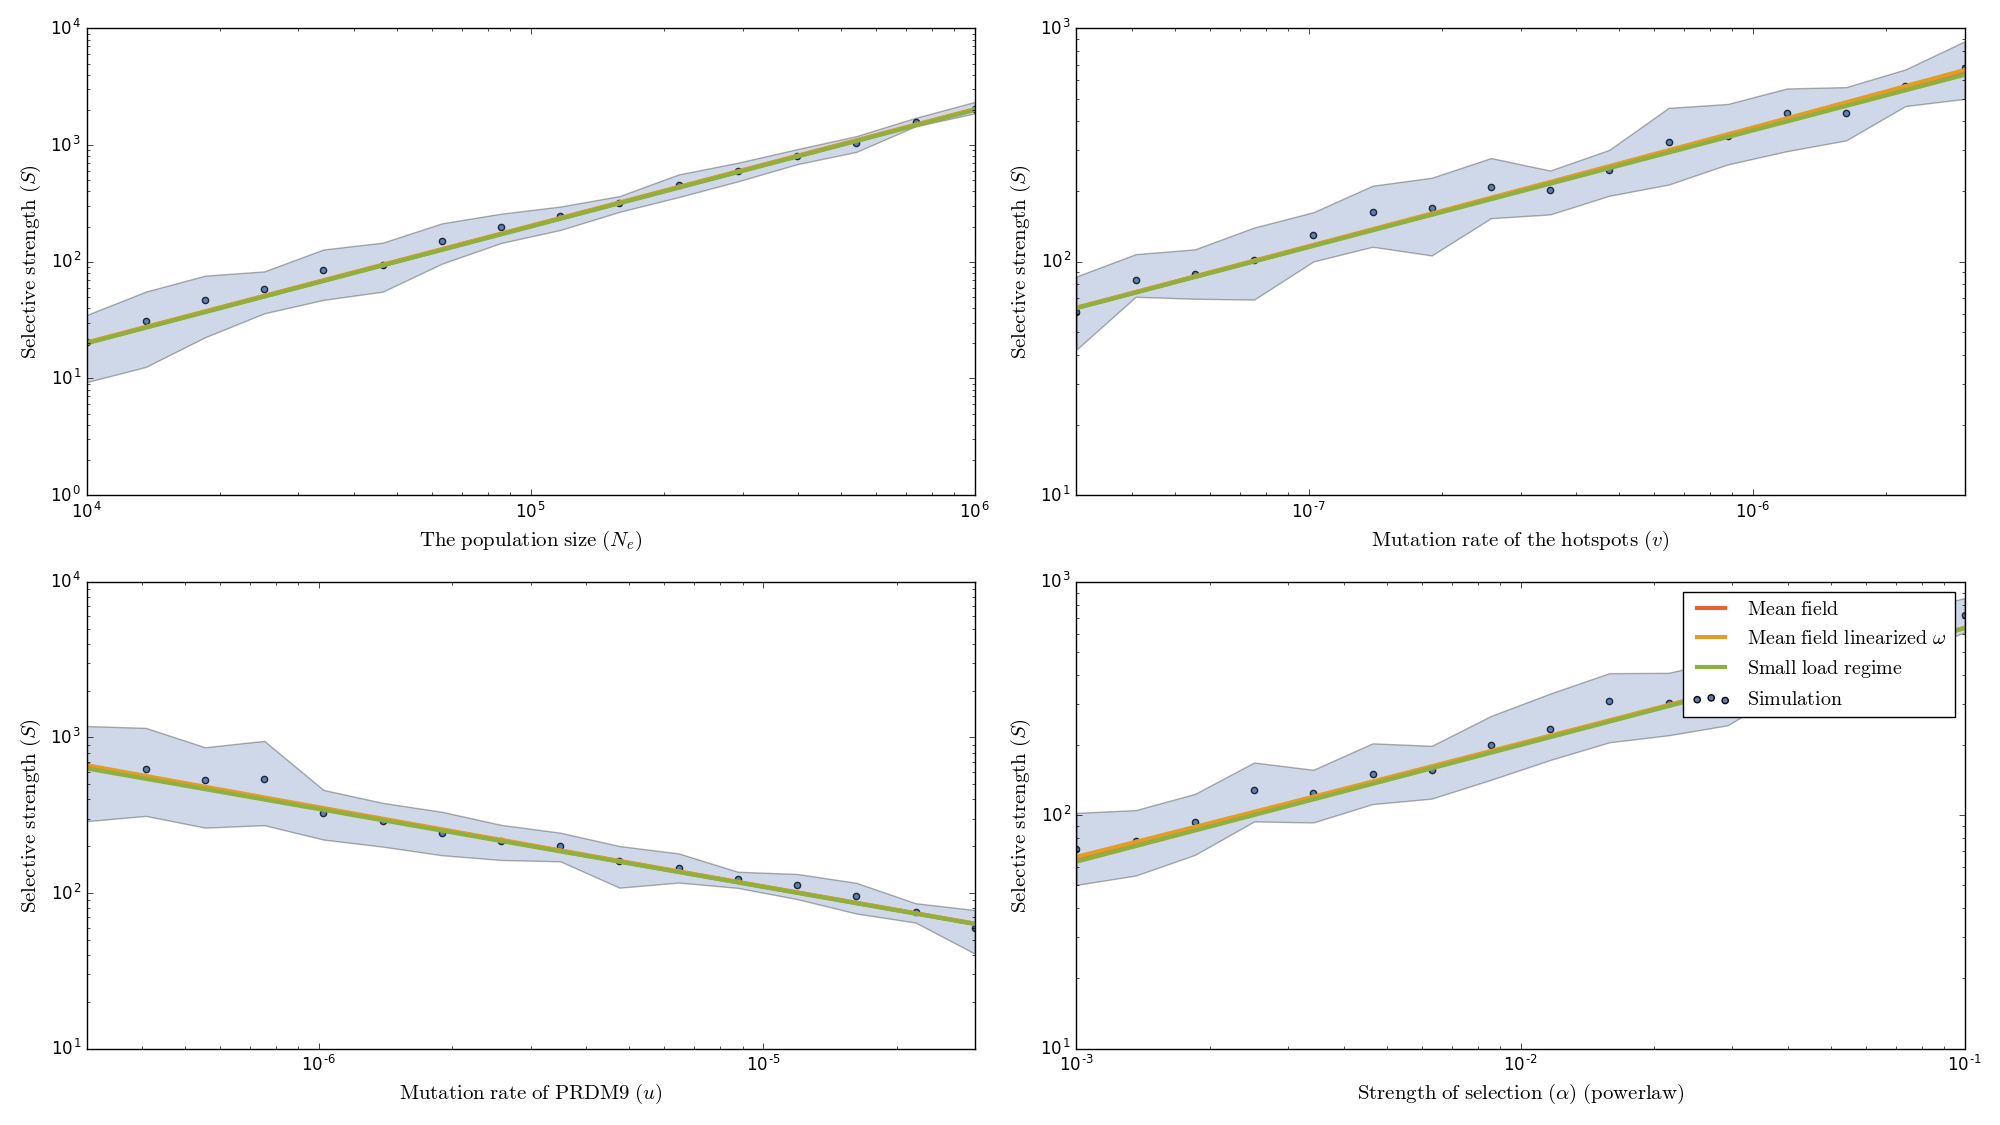 Selective strength (S)
10^4
10^3
10^2
10^1
10^0
10^4 10^5 10^6
The population size (N_e)
Selective strength (S)
10^3
10^2
10^1
10^-7 10^-6
Mutation rate of the hotspots (v)
Selective strength (S)
10^4
10^3
10^2
10^1
10^-6 10^-5
Mutation rate of PRDM9 (u)
Selective strength (S)
10^3
10^2
10^1
10^-3 10^-2 10^-1
Strength of selection (α) (powerlaw)
Mean field
Mean field linearized ω
Small load regime
Simulation